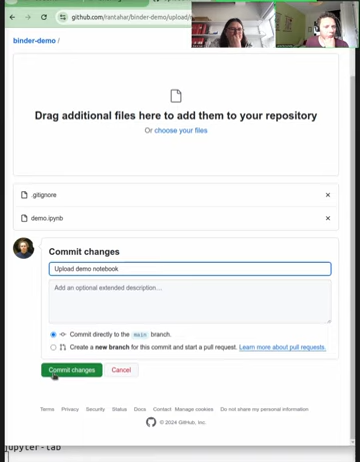 github.com/rantahar/binder-demo/upload/
binder-demo /
Drag additional files here to add them to your repository
Or choose your files
.gitignore
demo.ipynb
Commit changes
Upload demo notebook
Add an optional extended description...
Commit directly to the main branch.
Create a new branch for this commit and start a pull request. Learn more about pull requests.
Commit changes Cancel
Terms Privacy Security Status Docs Contact Manage cookies Do not share my personal information
© 2024 GitHub, Inc.
jupyter-lab